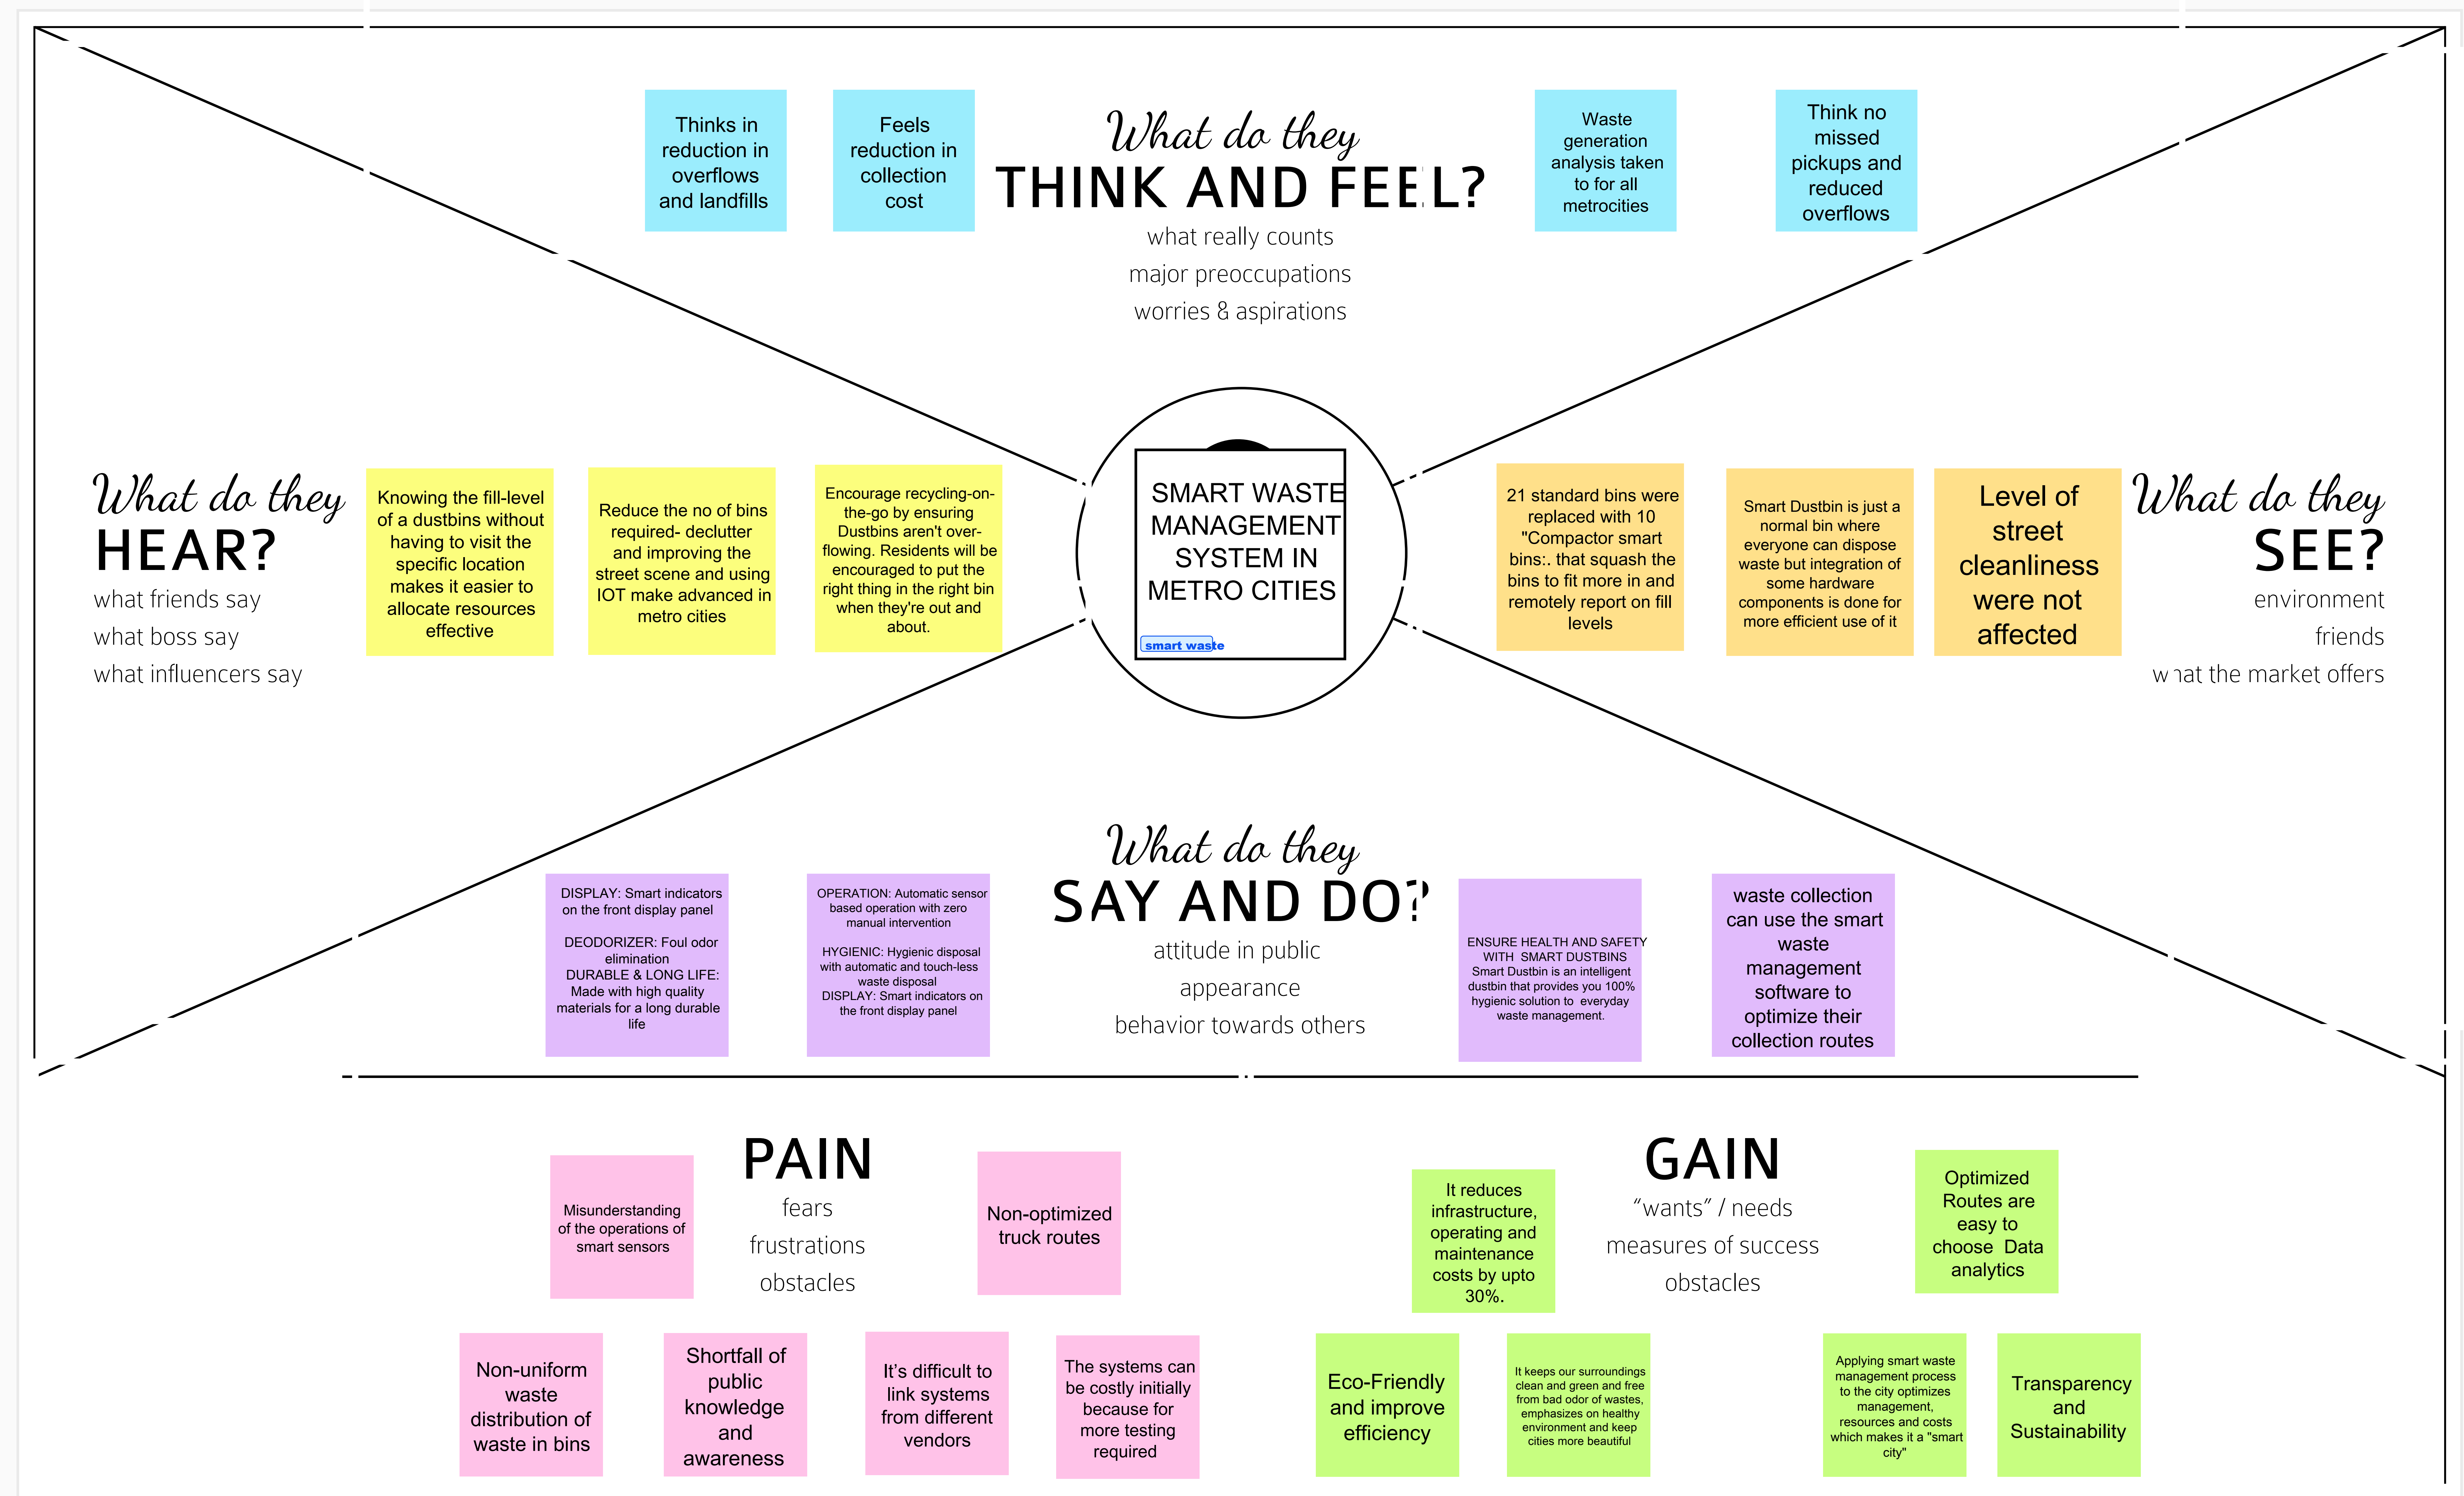 Thinks in
reduction in
overflows
and landfills
Feels
reduction in
collection
cost
What do they
THINK AND FEEL?
what really counts
major preoccupations
worries & aspirations
Waste
generation
analysis taken
to for all
metrocities
Think no
missed
pickups and
reduced
overflows
What do they
HEAR?
what friends say
what boss say
what influencers say
Knowing the fill-level
of a dustbins without
having to visit the
specific location
makes it easier to
allocate resources
effective
Reduce the no of bins
required- declutter
and improving the
street scene and using
IOT make advanced in
metro cities
Encourage recycling-on-
the-go by ensuring
Dustbins aren't over-
flowing. Residents will be
encouraged to put the
right thing in the right bin
when they're out and
about.
SMART WASTE
MANAGEMENT
SYSTEM IN
METRO CITIES
smart waste
21 standard bins were
replaced with 10
"Compactor smart
bins:. that squash the
bins to fit more in and
remotely report on fill
levels
Smart Dustbin is just a
normal bin where
everyone can dispose
waste but integration of
some hardware
components is done for
more efficient use of it
Level of
street
cleanliness
were not
affected
What do they
SEE?
environment
friends
what the market offers
DISPLAY: Smart indicators
on the front display panel
DEODORIZER: Foul odor
elimination
DURABLE & LONG LIFE:
Made with high quality
materials for a long durable
life
OPERATION: Automatic sensor
based operation with zero
manual intervention
HYGIENIC: Hygienic disposal
with automatic and touch-less
waste disposal
DISPLAY: Smart indicators on
the front display panel
What do they
SAY AND DO?
attitude in public
appearance
behavior towards others
ENSURE HEALTH AND SAFETY
WITH SMART DUSTBINS
Smart Dustbin is an intelligent
dustbin that provides you 100%
hygienic solution to everyday
waste management.
waste collection
can use the smart
waste
management
software to
optimize their
collection routes
PAIN
fears
frustrations
obstacles
Misunderstanding
of the operations of
smart sensors
Non-optimized
truck routes
Non-uniform
waste
distribution of
waste in bins
Shortfall of
public
knowledge
and
awareness
It's difficult to
link systems
from different
vendors
The systems can
be costly initially
because for
more testing
required
GAIN
“wants” / needs
measures of success
obstacles
It reduces
infrastructure,
operating and
maintenance
costs by upto
30%.
Optimized
Routes are
easy to
choose Data
analytics
Eco-Friendly
and improve
efficiency
It keeps our surroundings
clean and green and free
from bad odor of wastes,
emphasizes on healthy
environment and keep
cities more beautiful
Applying smart waste
management process
to the city optimizes
management,
resources and costs
which makes it a "smart
city"
Transparency
and
Sustainability